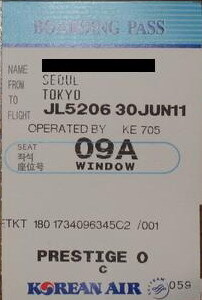 BOARDING PASS
NAME
FROM SEOUL
TO TOKYO
FLIGHT JL5206 30JUN11
OPERATED BY KE 705
SEAT
좌석 09A
座位号 WINDOW
ETKT 180 1734096345C2 /001
PRESTIGE O
C
KOREAN AIR 059